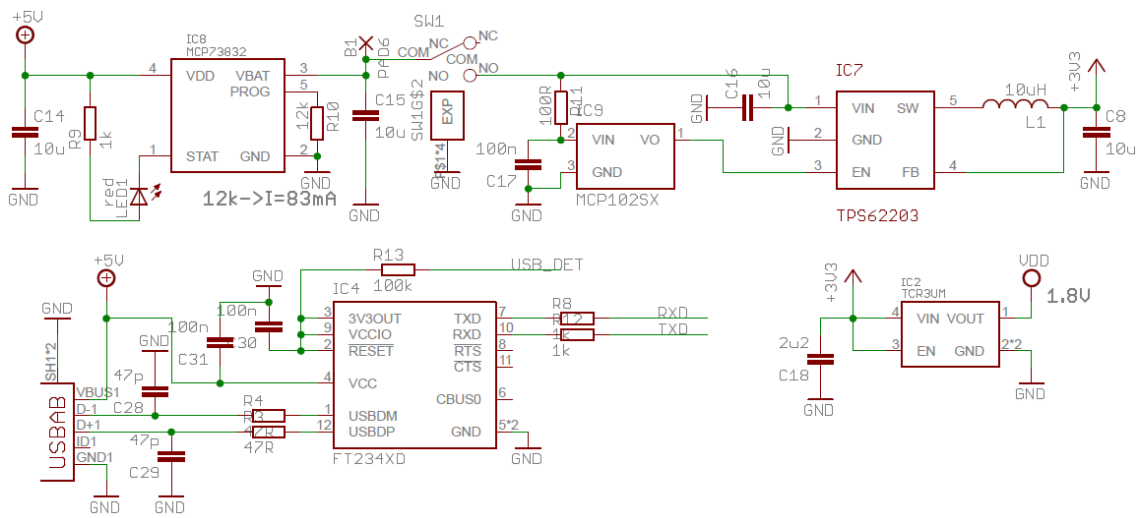 +5V
IC8
MCP73832
4
VDD
VBAT
3
PROG
5
STAT
1
GND
2
C14
10u
GND
R9
1k
red
LED1
12k
R10
GND
12k->I=83mA
B1
PAD6
C15
10u
GND
SW1
NC
NC
COM
COM
NO
NO
SW1G$2
EXP
GND
100R
R11
IC9
2
VIN
VO
1
3
GND
MCP102SX
100n
C17
GND
GND
C16
10u
GND
IC7
1
VIN
SW
5
2
GND
3
EN
FB
4
TPS62203
10uH
L1
+3V3
C8
10u
GND
+5V
GND
SH1*2
USBAB
VBUS1
D-1
D+1
ID1
GND1
GND
GND
47p
C28
47p
C29
GND
100n
C31
GND
100n
C30
R13
100k
USB_DET
IC4
3
3V3OUT
TXD
7
9
VCCIO
RXD
10
2
RESET
RTS
8
CTS
11
4
VCC
CBUS0
6
1
USBDM
12
USBDP
GND
5*2
FT234XD
GND
R4
R3
47R
47R
R8
R12
1k
1k
RXD
TXD
+3V3
IC2
TCR3UM
4
VIN
VOUT
1
3
EN
GND
2*2
VDD
1.8V
2u2
C18
GND
GND